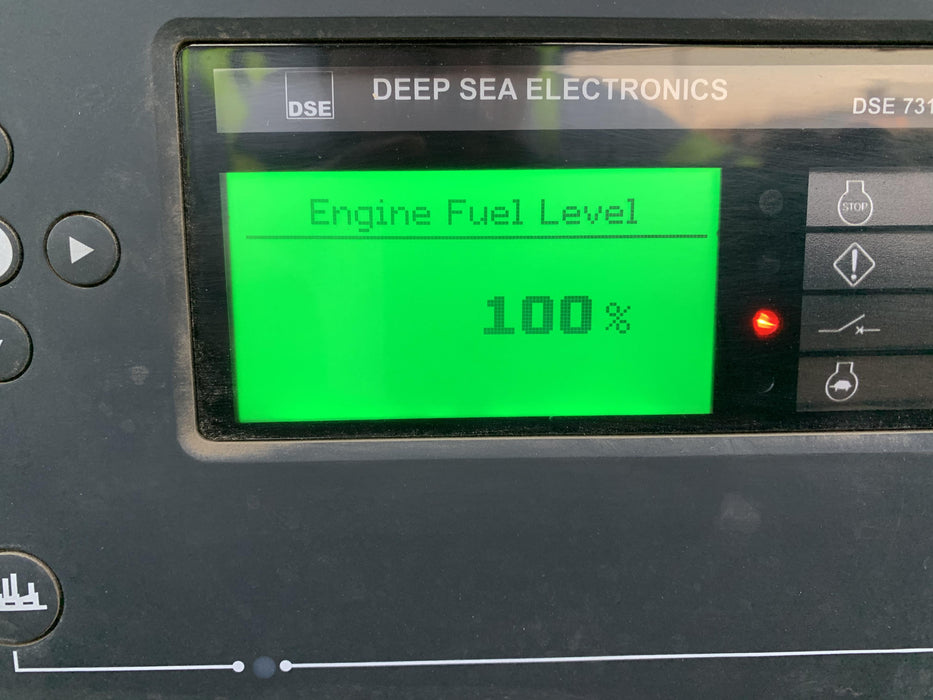 DSE
DEEP SEA ELECTRONICS
DSE 731
Engine Fuel Level
100 %
STOP